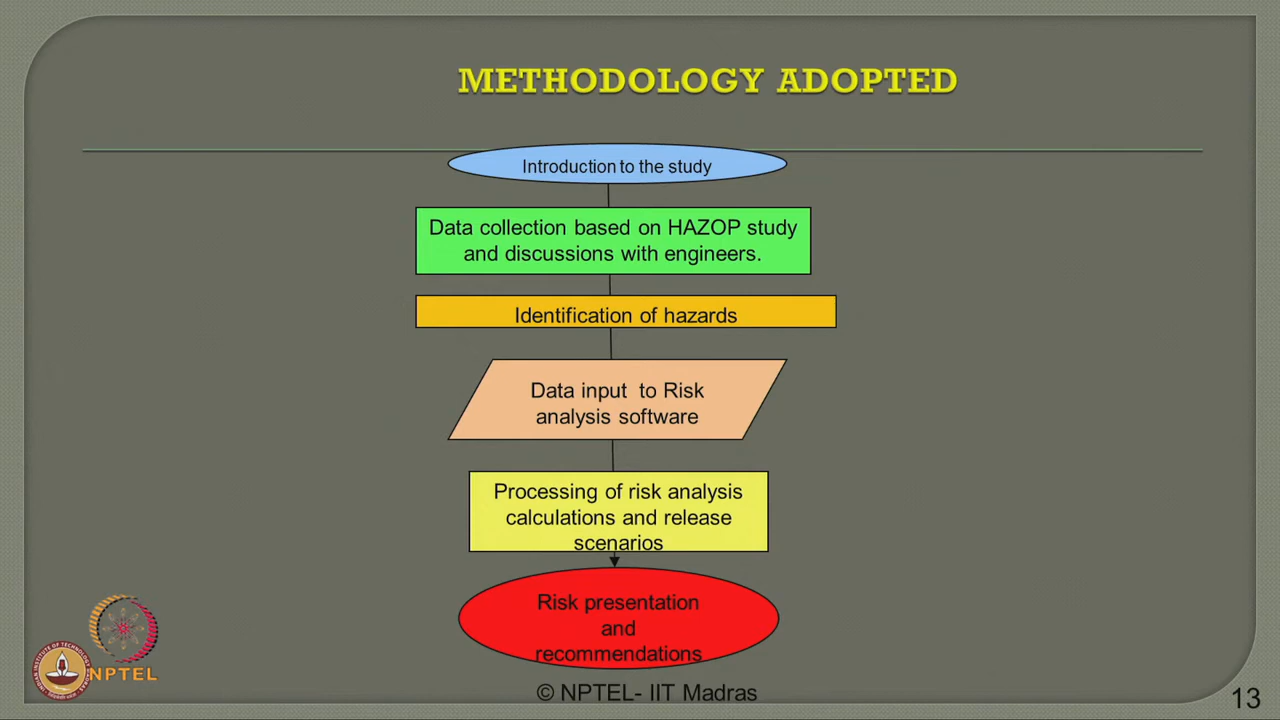 METHODOLOGY ADOPTED
Introduction to the study
Data collection based on HAZOP study
and discussions with engineers.
Identification of hazards
Data input to Risk
analysis software
Processing of risk analysis
calculations and release
scenarios
Risk presentation
and
recommendations
NPTEL
© NPTEL- IIT Madras
13